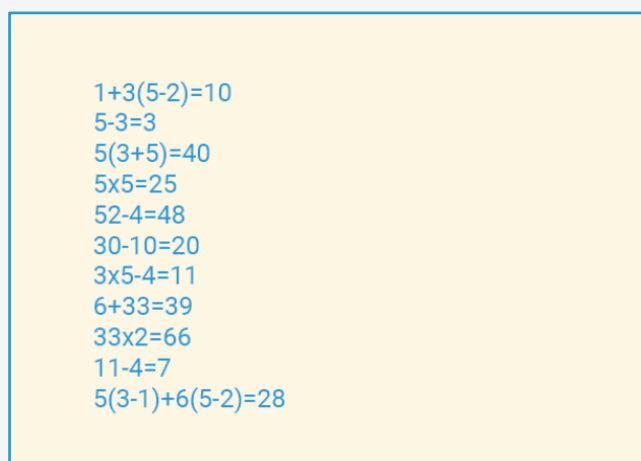 1+3(5-2)=10
5-3=3
5(3+5)=40
5x5=25
52-4=48
30-10=20
3x5-4=11
6+33=39
33x2=66
11-4=7
5(3-1)+6(5-2)=28